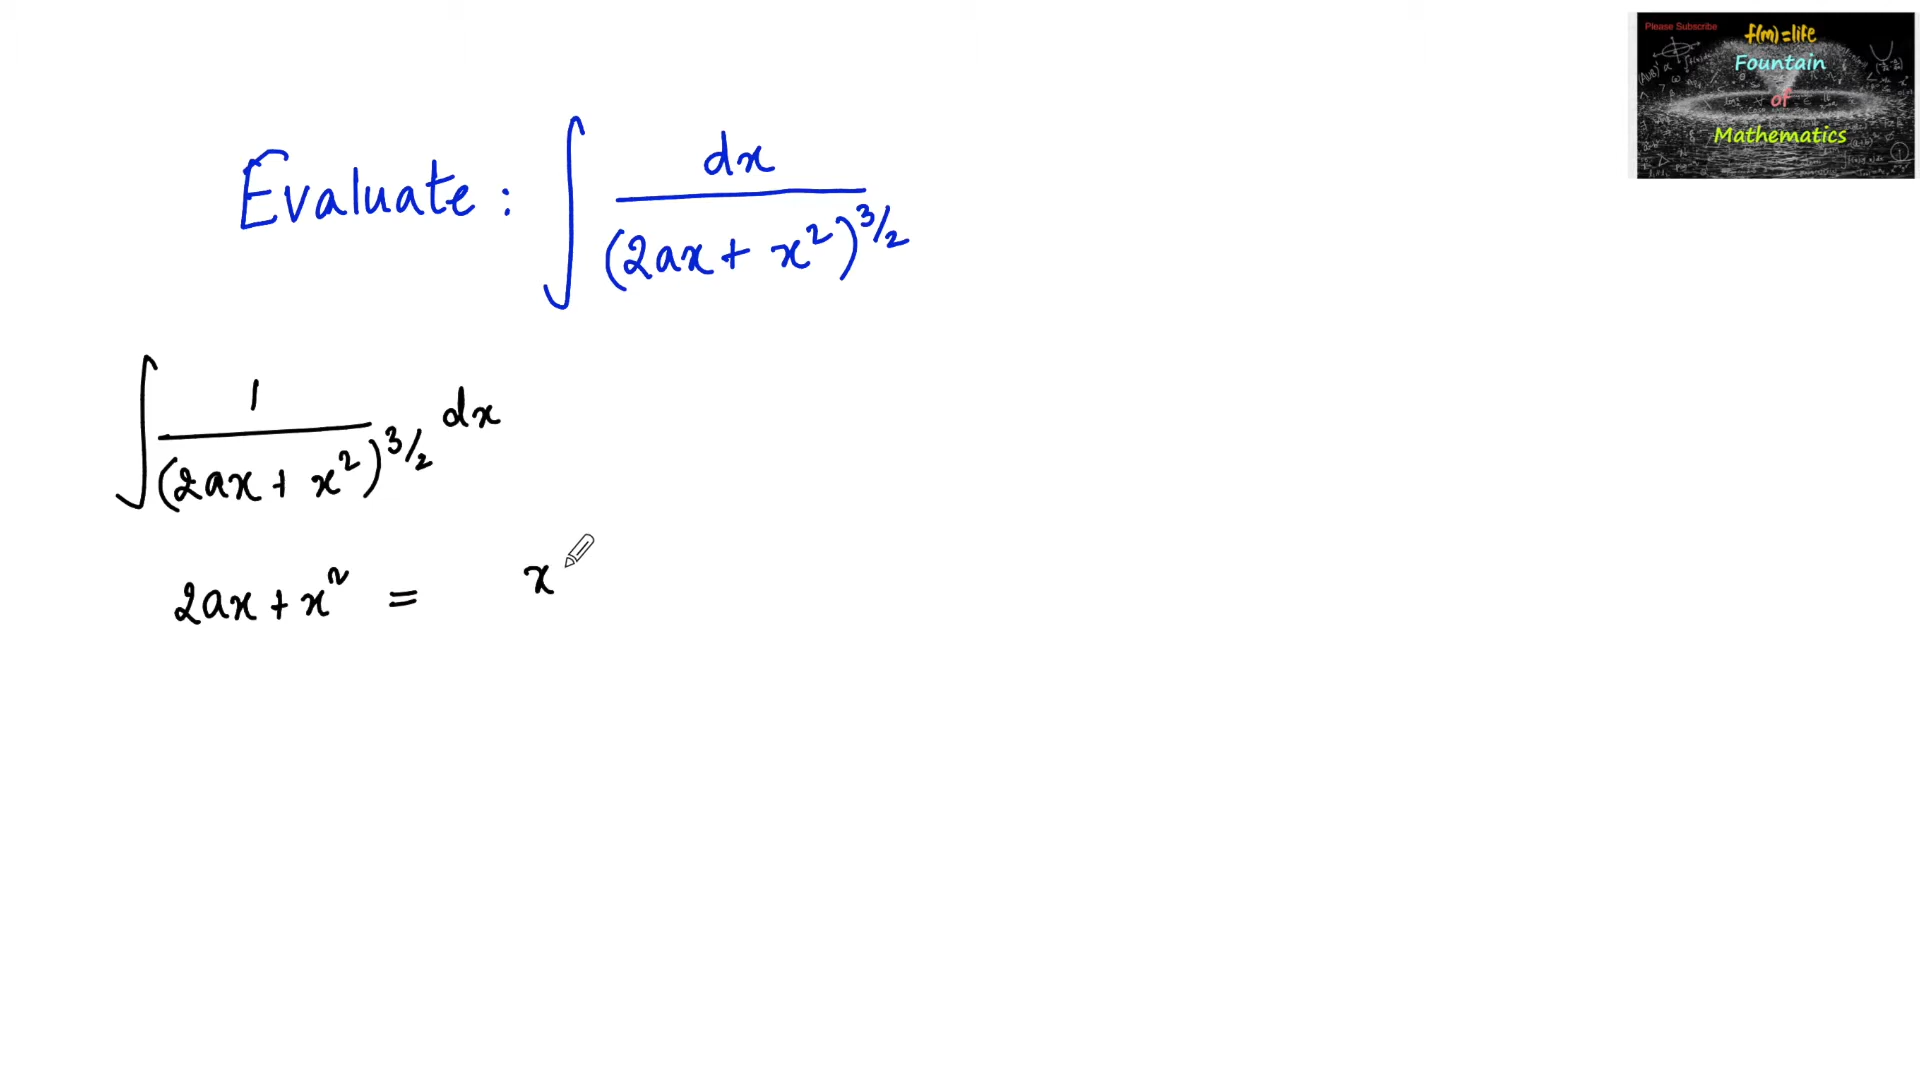 Please Subscribe
f(m)=life
Fountain
of
Mathematics
Evaluate : ∫ dx / (2ax + x²)^3/2
∫ 1 / (2ax + x²)^3/2 dx
2ax + x² = x